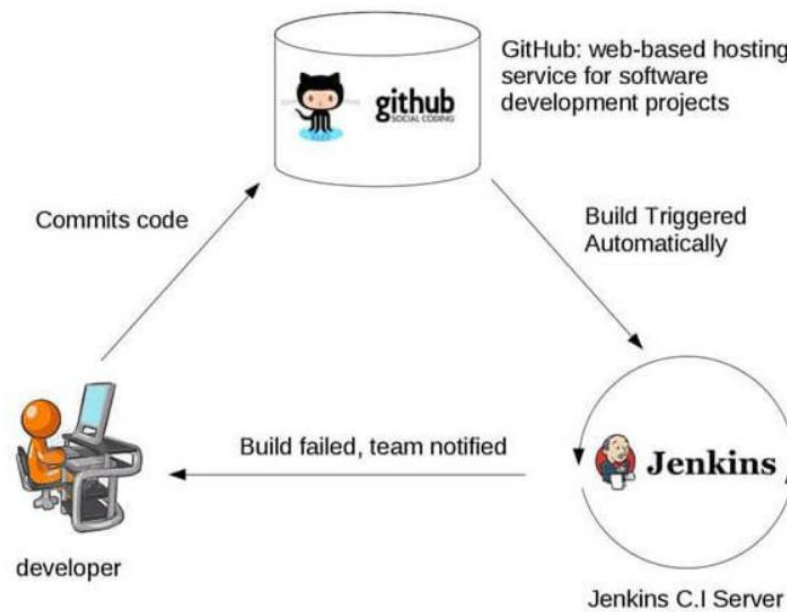 GitHub: web-based hosting
service for software
development projects
github
SOCIAL CODING
Commits code
Build Triggered
Automatically
Build failed, team notified
Jenkins
developer
Jenkins C.I Server